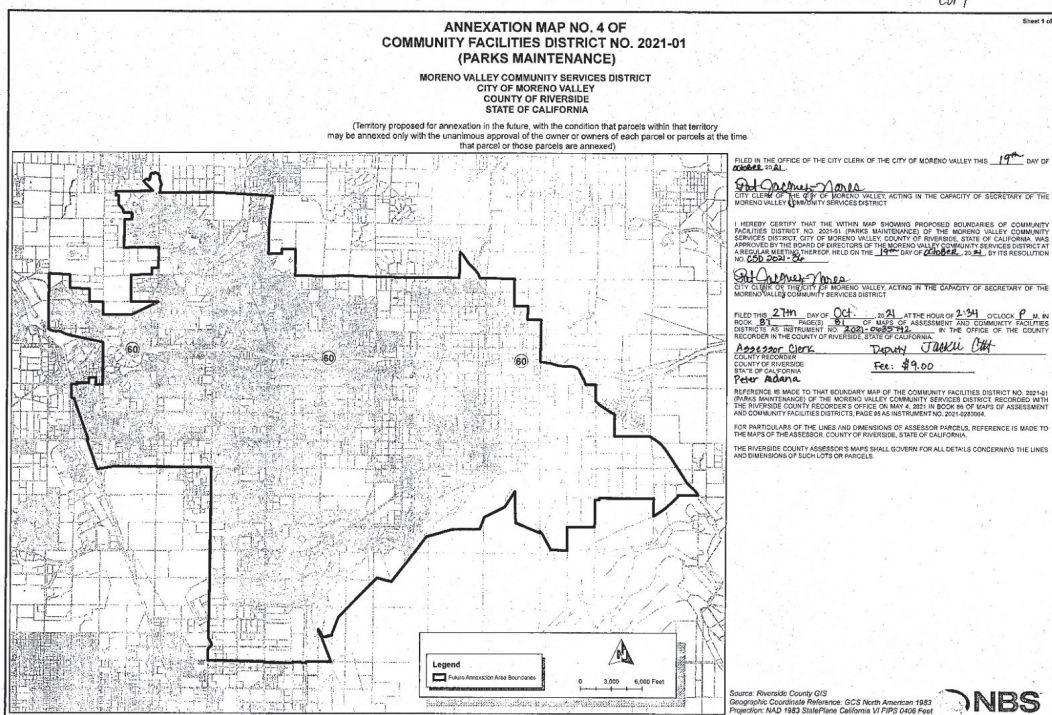 Copy
Sheet 1 of
ANNEXATION MAP NO. 4 OF
COMMUNITY FACILITIES DISTRICT NO. 2021-01
(PARKS MAINTENANCE)
MORENO VALLEY COMMUNITY SERVICES DISTRICT
CITY OF MORENO VALLEY
COUNTY OF RIVERSIDE
STATE OF CALIFORNIA
(Territory proposed for annexation in the future, with the condition that parcels within that territory
may be annexed only with the unanimous approval of the owner or owners of each parcel or parcels at the time
that parcel or those parcels are annexed)
FILED IN THE OFFICE OF THE CITY CLERK OF THE CITY OF MORENO VALLEY THIS 19th DAY OF
October 2021.
CITY CLERK OF THE CITY OF MORENO VALLEY, ACTING IN THE CAPACITY OF SECRETARY OF THE
MORENO VALLEY COMMUNITY SERVICES DISTRICT
I HEREBY CERTIFY THAT THE WITHIN MAP SHOWING PROPOSED BOUNDARIES OF COMMUNITY
FACILITIES DISTRICT NO. 2021-01 (PARKS MAINTENANCE) OF THE MORENO VALLEY COMMUNITY
SERVICES DISTRICT, CITY OF MORENO VALLEY, COUNTY OF RIVERSIDE, STATE OF CALIFORNIA, WAS
APPROVED BY THE BOARD OF DIRECTORS OF THE MORENO VALLEY COMMUNITY SERVICES DISTRICT AT
A REGULAR MEETING THEREOF, HELD ON THE 19th DAY OF October, 2021, BY ITS RESOLUTION
NO. CSD 2021-36
CITY CLERK OF THE CITY OF MORENO VALLEY, ACTING IN THE CAPACITY OF SECRETARY OF THE
MORENO VALLEY COMMUNITY SERVICES DISTRICT
FILED THIS 27th DAY OF Oct. 2021 AT THE HOUR OF 2:34 O'CLOCK P M. IN
BOOK 87 PAGE(S) 81 OF MAPS OF ASSESSMENT AND COMMUNITY FACILITIES
DISTRICTS AS INSTRUMENT NO. 2021-0635742 IN THE OFFICE OF THE COUNTY
RECORDER IN THE COUNTY OF RIVERSIDE, STATE OF CALIFORNIA.
Assessor Clerk Deputy
COUNTY RECORDER
COUNTY OF RIVERSIDE
STATE OF CALIFORNIA
Fee: $9.00
Peter Aldana
REFERENCE IS MADE TO THAT BOUNDARY MAP OF THE COMMUNITY FACILITIES DISTRICT NO. 2021-01
(PARKS MAINTENANCE) OF THE MORENO VALLEY COMMUNITY SERVICES DISTRICT, RECORDED WITH
THE RIVERSIDE COUNTY RECORDER'S OFFICE ON MAY 4, 2021 IN BOOK 86 OF MAPS OF ASSESSMENT
AND COMMUNITY FACILITIES DISTRICTS, PAGE 95 AS INSTRUMENT NO. 2021-0280064.
FOR PARTICULARS OF THE LINES AND DIMENSIONS OF ASSESSOR PARCELS, REFERENCE IS MADE TO
THE MAPS OF THE ASSESSOR, COUNTY OF RIVERSIDE, STATE OF CALIFORNIA.
THE RIVERSIDE COUNTY ASSESSOR'S MAPS SHALL GOVERN FOR ALL DETAILS CONCERNING THE LINES
AND DIMENSIONS OF SUCH LOTS OR PARCELS.
60
60
60
Legend
Future Annexation Area Boundaries
N
0 3,000 6,000 Feet
Source: Riverside County GIS
Geographic Coordinate Reference: GCS North American 1983
Projection: NAD 1983 StatePlane California VI FIPS 0406 Feet
NBS